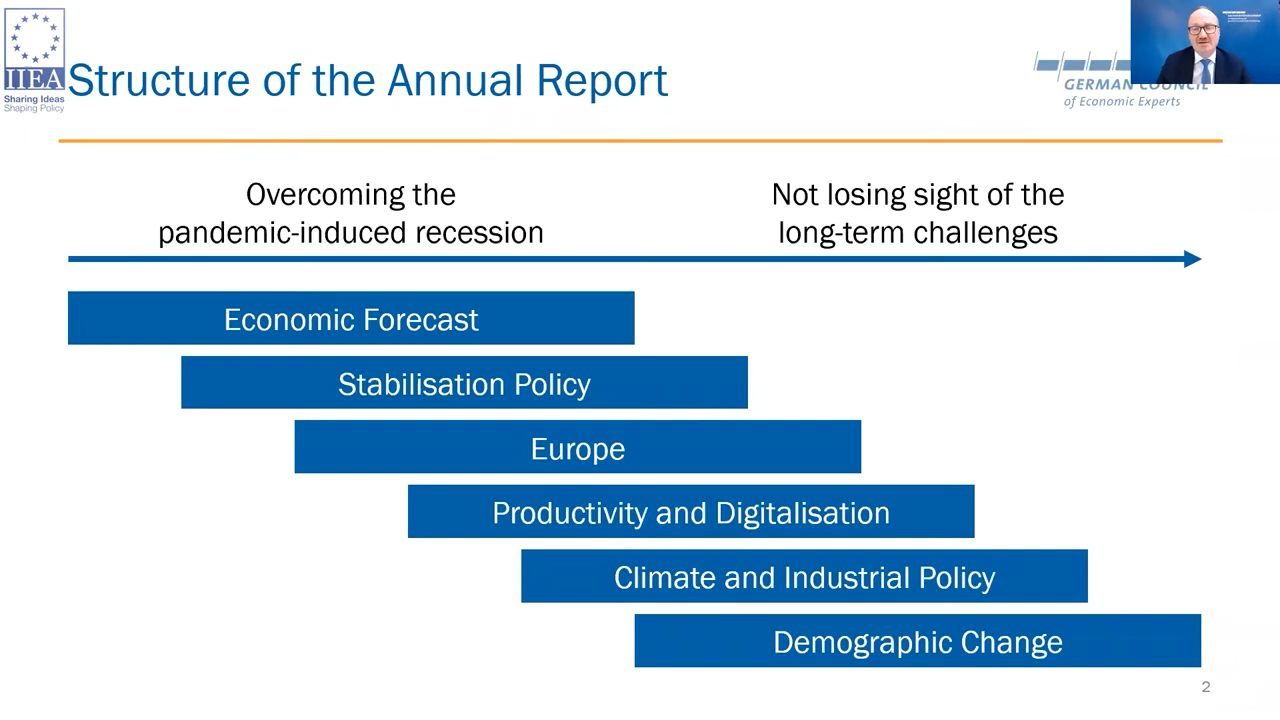 IIEA
Sharing Ideas
Shaping Policy
Structure of the Annual Report
GERMAN COUNCIL
of Economic Experts
Overcoming the
pandemic-induced recession
Not losing sight of the
long-term challenges
Economic Forecast
Stabilisation Policy
Europe
Productivity and Digitalisation
Climate and Industrial Policy
Demographic Change
2